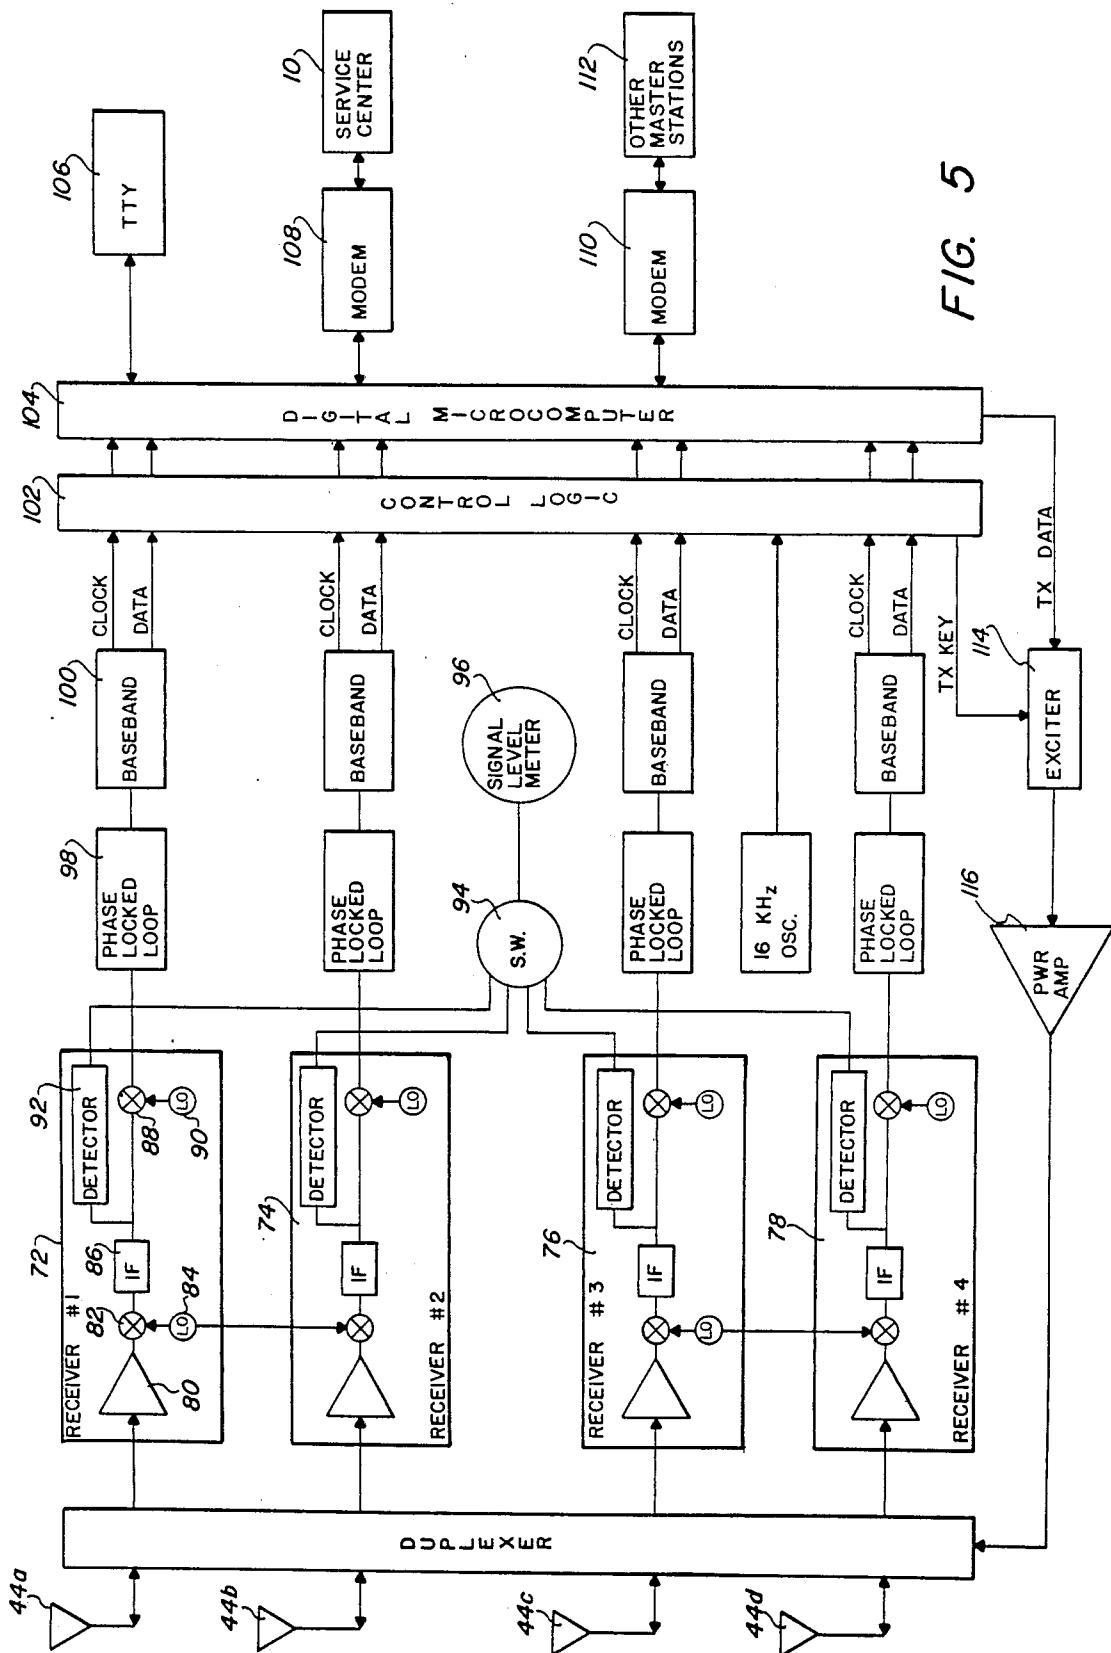 44a
44b
44c
44d
DUPLEXER
72
RECEIVER #1
80
82
LO
84
86
IF
DETECTOR
92
88
LO
90
74
RECEIVER #2
IF
DETECTOR
LO
76
RECEIVER #3
LO
IF
DETECTOR
LO
78
RECEIVER #4
IF
DETECTOR
LO
S.W.
94
SIGNAL
LEVEL
METER
96
PHASE
LOCKED
LOOP
98
BASEBAND
100
CLOCK
DATA
PHASE
LOCKED
LOOP
BASEBAND
CLOCK
DATA
PHASE
LOCKED
LOOP
BASEBAND
CLOCK
DATA
16 KHz
OSC.
PHASE
LOCKED
LOOP
BASEBAND
CLOCK
DATA
CONTROL LOGIC
102
DIGITAL MICROCOMPUTER
104
TTY
106
MODEM
108
SERVICE
CENTER
10
MODEM
110
OTHER
MASTER
STATIONS
112
TX KEY
TX DATA
EXCITER
114
PWR
AMP
116
FIG. 5